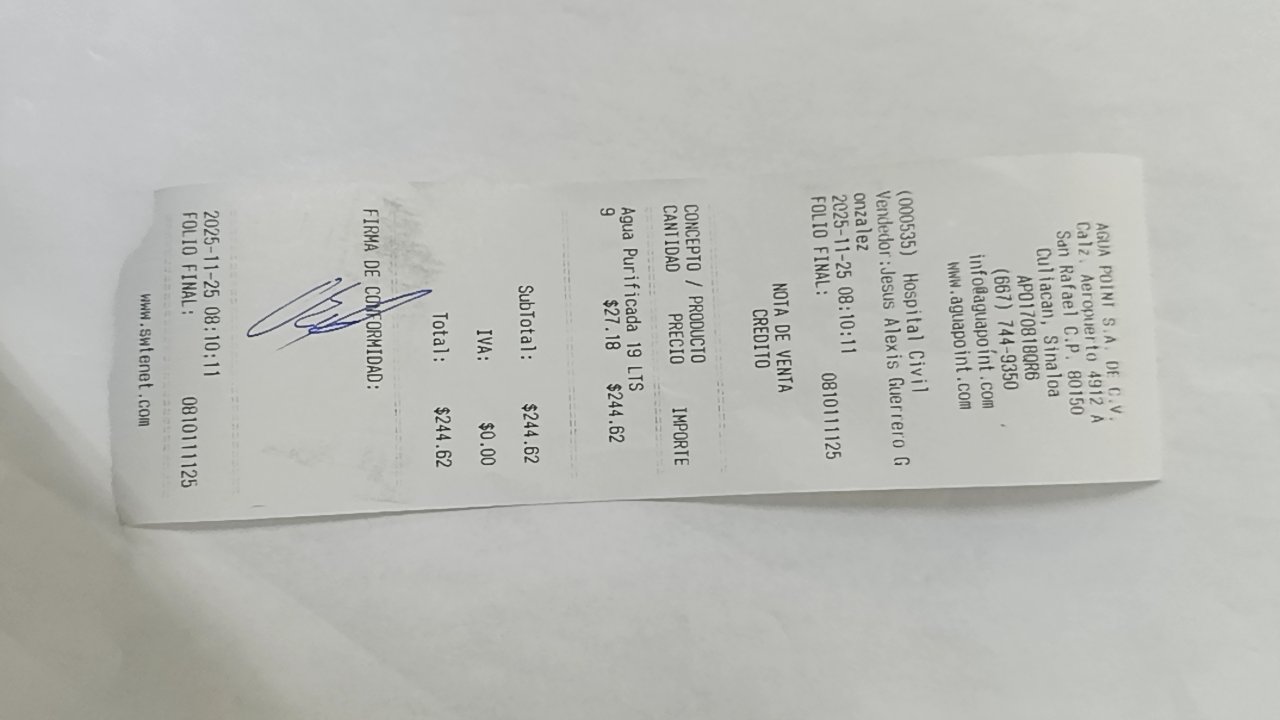 AGUA POINT S.A. DE C.V.
Calz. Aeropuerto 4912 A
San Rafael C.P. 80150
Culiacan, Sinaloa
APO170818QR6
(667) 744-9350
info@aguapoint.com
www.aguapoint.com
(000535) Hospital Civil
Vendedor:Jesus Alexis Guerrero G
onzalez
2025-11-25 08:10:11
FOLIO FINAL: 0810111125
NOTA DE VENTA
CREDITO
CONCEPTO / PRODUCTO
CANTIDAD PRECIO IMPORTE
Agua Purificada 19 LTS
9 $27.18 $244.62
SubTotal: $244.62
IVA: $0.00
Total: $244.62
FIRMA DE CONFORMIDAD:
2025-11-25 08:10:11
FOLIO FINAL: 0810111125
www.swtenet.com